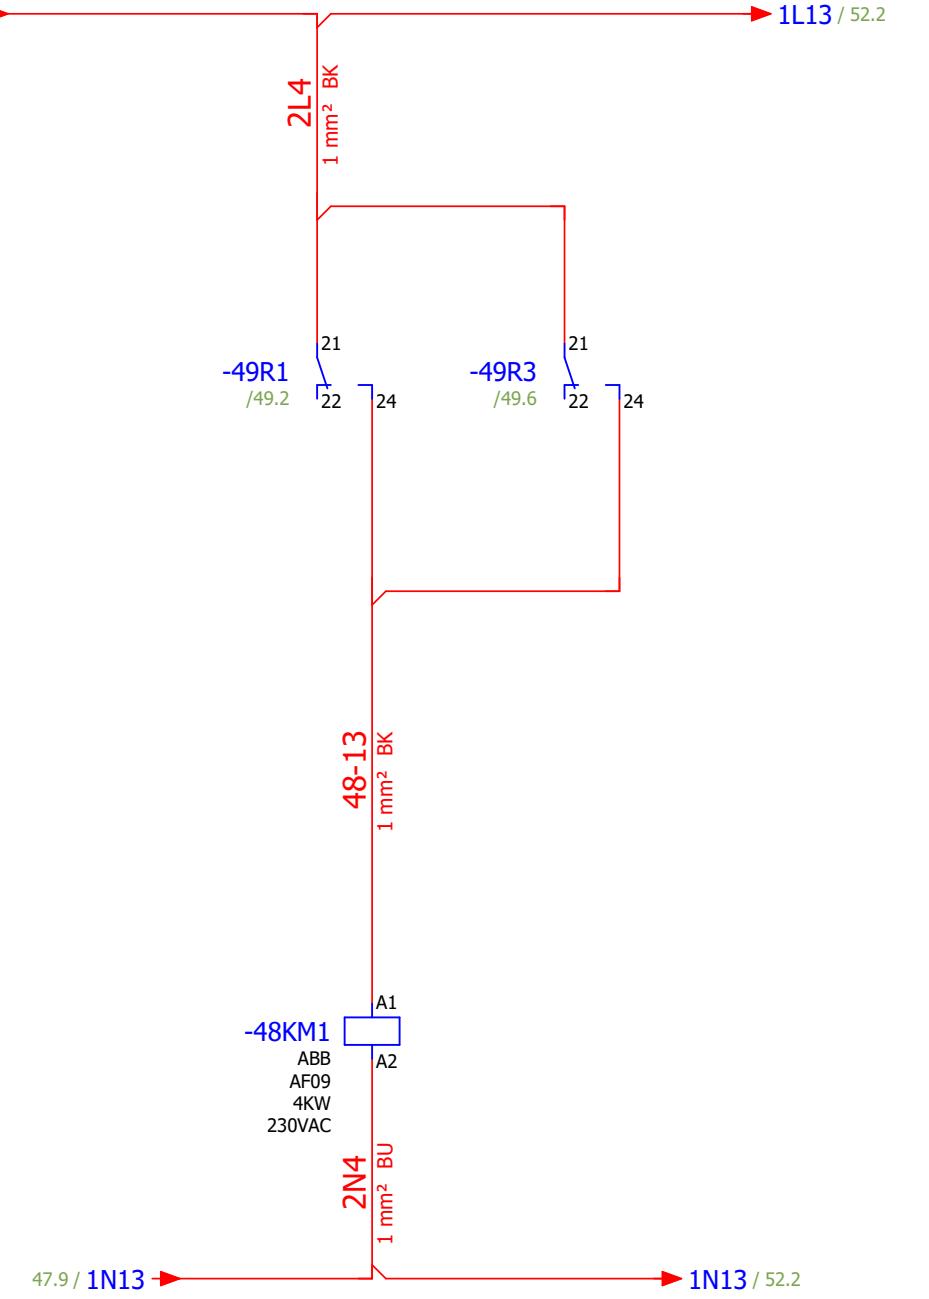 1L13 / 52.2
2L4
1 mm² BK
21
-49R1
/49.2
22
24
21
-49R3
/49.6
22
24
48-13
1 mm² BK
A1
-48KM1
A2
ABB
AF09
4KW
230VAC
2N4
1 mm² BU
47.9 / 1N13
1N13 / 52.2